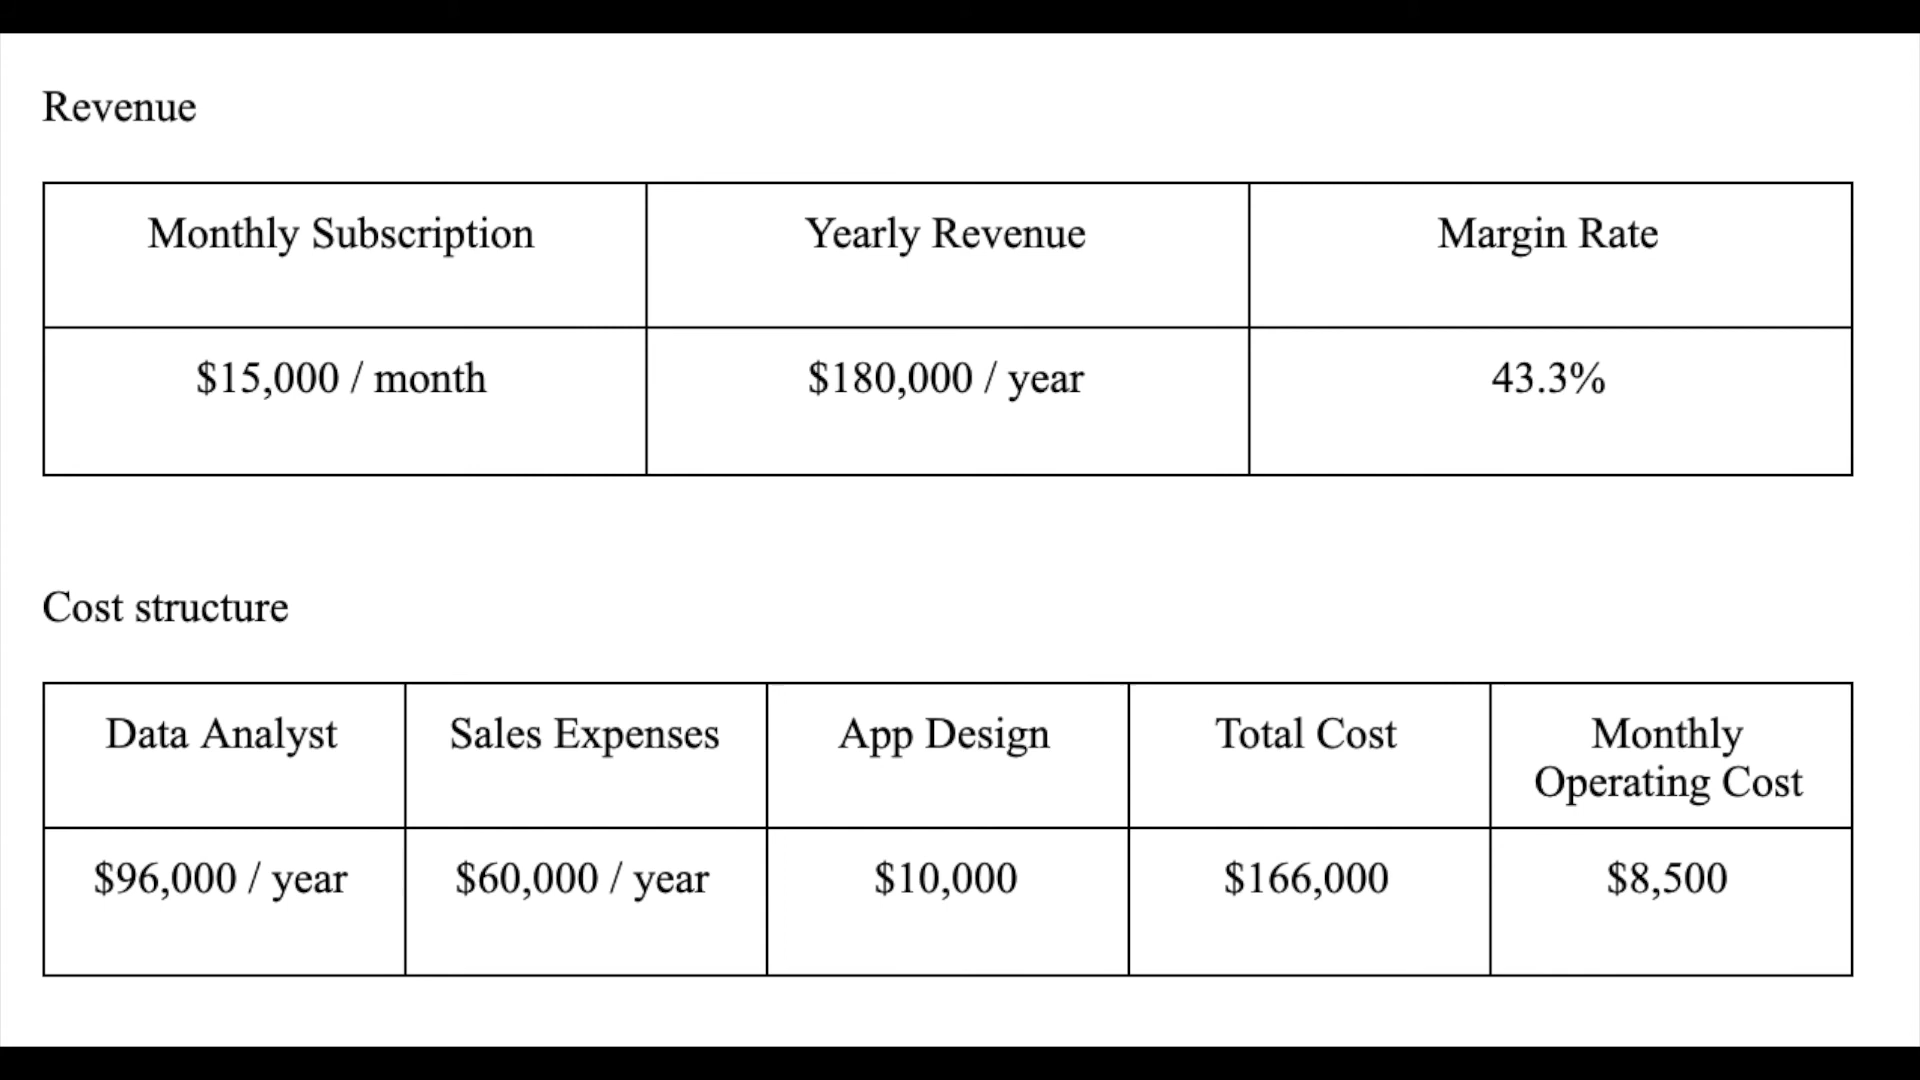 Revenue
Monthly Subscription Yearly Revenue Margin Rate
$15,000 / month $180,000 / year 43.3%
Cost structure
Data Analyst Sales Expenses App Design Total Cost Monthly
Operating Cost
$96,000 / year $60,000 / year $10,000 $166,000 $8,500